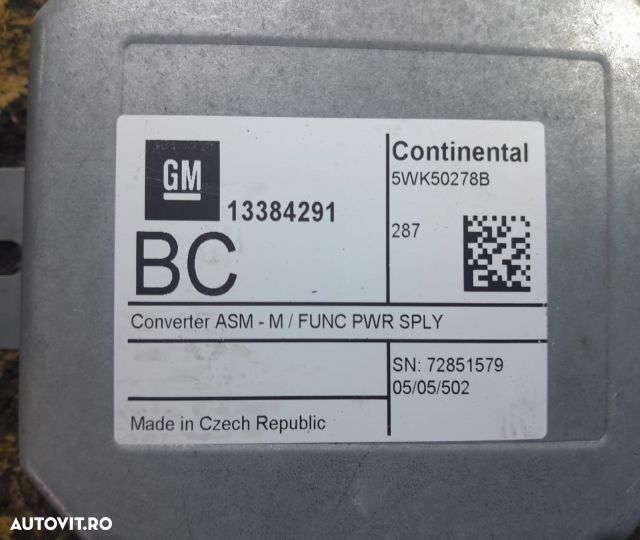 GM
13384291
BC
Continental
5WK50278B
287
Converter ASM - M / FUNC PWR SPLY
SN: 72851579
05/05/502
Made in Czech Republic
AUTOVIT.RO